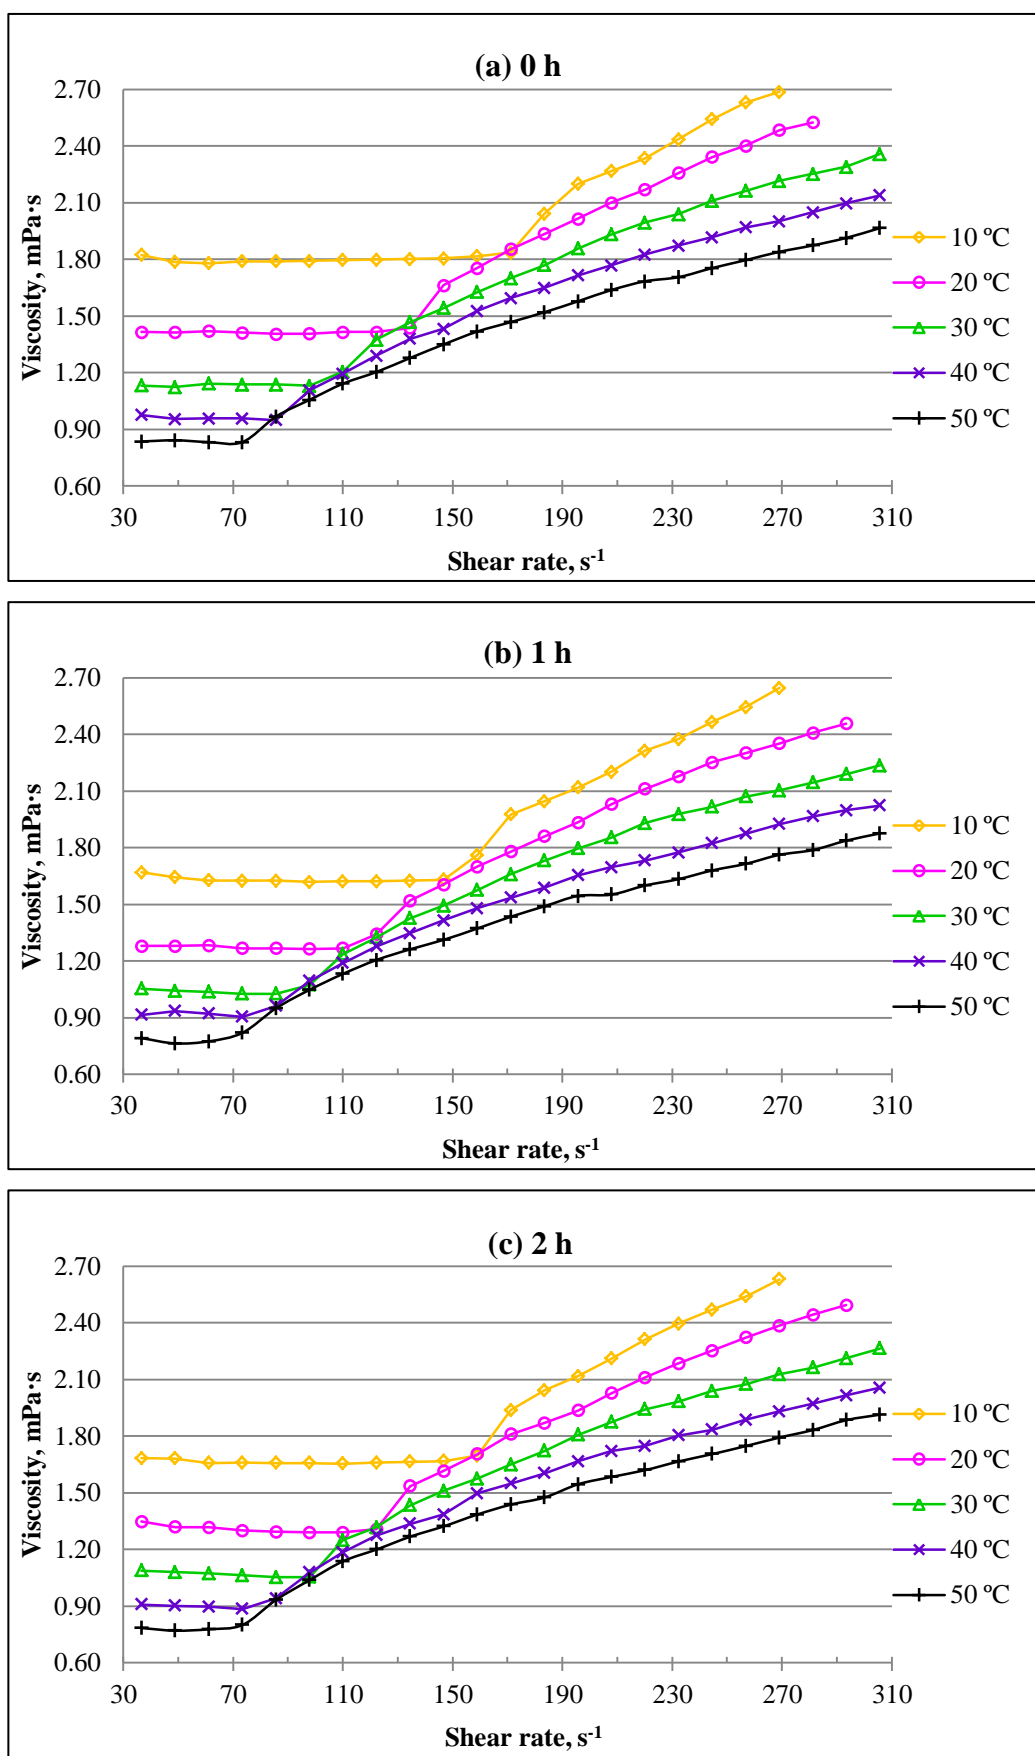 (a) 0 h
2.70
2.40
2.10
1.80
1.50
1.20
0.90
0.60
Viscosity, mPa·s
30 70 110 150 190 230 270 310
Shear rate, s-1
10 ºC
20 ºC
30 ºC
40 ºC
50 ºC
(b) 1 h
2.70
2.40
2.10
1.80
1.50
1.20
0.90
0.60
Viscosity, mPa·s
30 70 110 150 190 230 270 310
Shear rate, s-1
10 ºC
20 ºC
30 ºC
40 ºC
50 ºC
(c) 2 h
2.70
2.40
2.10
1.80
1.50
1.20
0.90
0.60
Viscosity, mPa·s
30 70 110 150 190 230 270 310
Shear rate, s-1
10 ºC
20 ºC
30 ºC
40 ºC
50 ºC